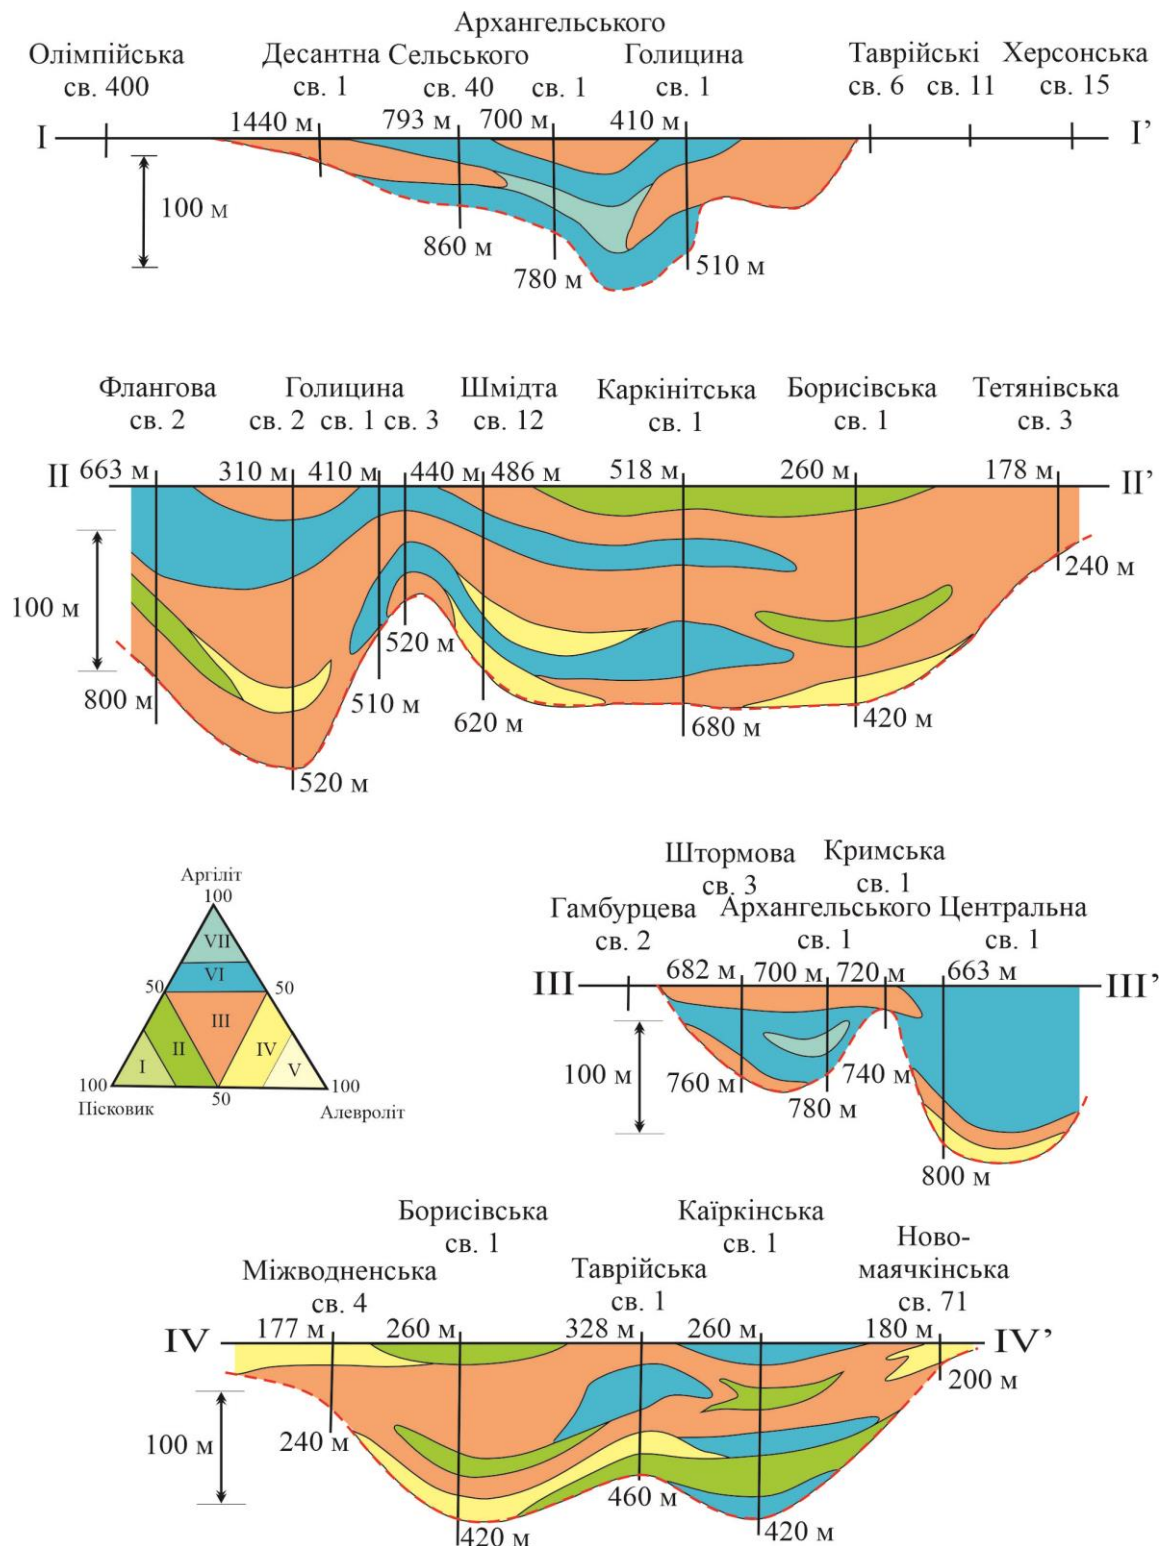 Архангельського
Олімпійська Десантна Сельського Голицина Таврійські Херсонська
св. 400 св. 1 св. 40 св. 1 св. 1 св. 6 св. 11 св. 15
1440 м 793 м 700 м 410 м
I I’
100 м
860 м
780 м 510 м
Флангова Голицина Шмідта Каркінітська Борисівська Тетянівська
св. 2 св. 2 св. 1 св. 3 св. 12 св. 1 св. 1 св. 3
663 м 310 м 410 м 440 м 486 м 518 м 260 м 178 м
II II’
240 м
100 м
520 м
800 м 510 м 620 м 680 м 420 м
520 м
Штормова Кримська
св. 3 св. 1
Гамбурцева Архангельського Центральна
св. 2 св. 1 св. 1
682 м 700 м 720 м 663 м
III III’
100 м
760 м 740 м
780 м
800 м
Аргіліт
100
VII
VI
50 50
III
II IV
I V
100 50 100
Пісковик Алевроліт
Борисівська Каїркінська
св. 1 св. 1
Міжводненська Таврійська Ново-
маячкінська
св. 4 св. 1 св. 71
177 м 260 м 328 м 260 м 180 м
IV IV’
200 м
100 м
240 м
460 м
420 м 420 м